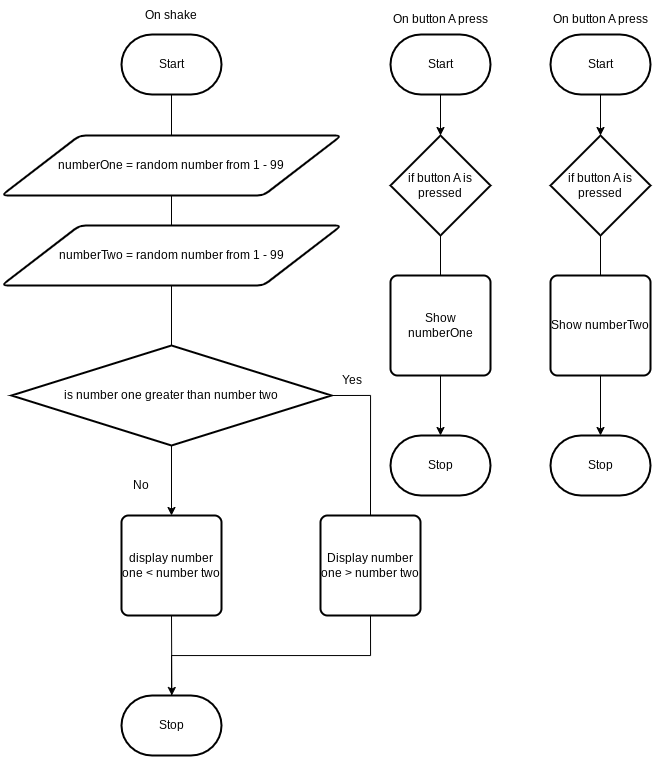 On shake
Start
numberOne = random number from 1 - 99
numberTwo = random number from 1 - 99
is number one greater than number two
Yes
No
display number
one < number two
Display number
one > number two
Stop
On button A press
Start
if button A is
pressed
Show
numberOne
Stop
On button A press
Start
if button A is
pressed
Show numberTwo
Stop